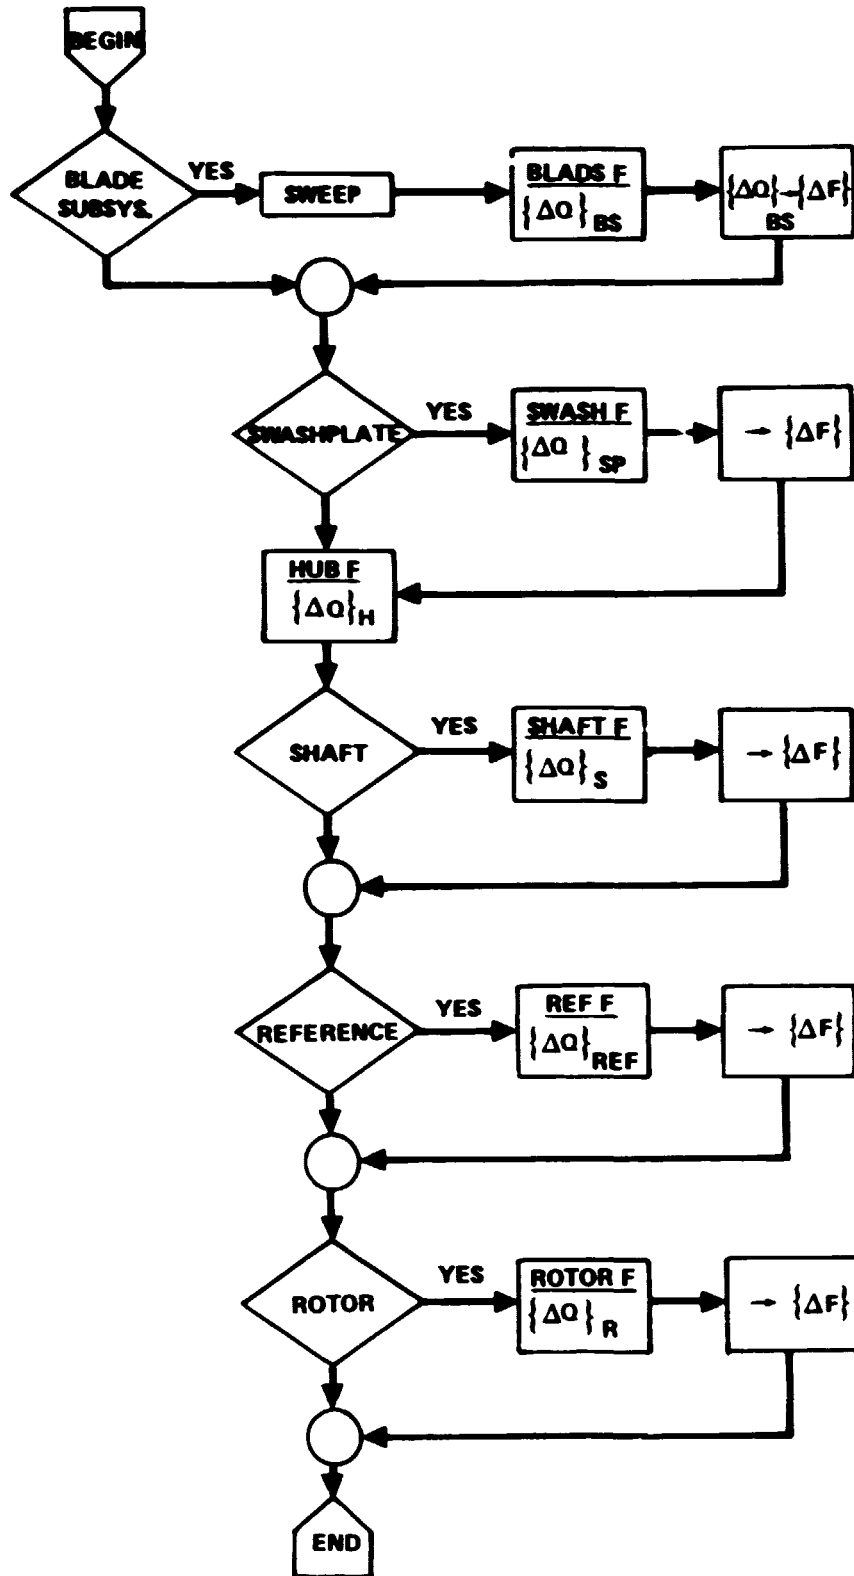 BEGIN
BLADE
SUBSYS.
YES
SWEEP
BLADS F
{ΔQ}BS
{ΔQ}→{ΔF}
BS
SWASHPLATE
YES
SWASH F
{ΔQ }SP
→ {ΔF}
HUB F
{ΔQ}H
SHAFT
YES
SHAFT F
{ΔQ}S
→ {ΔF}
REFERENCE
YES
REF F
{ΔQ}REF
→ {ΔF}
ROTOR
YES
ROTOR F
{ΔQ}R
→ {ΔF}
END